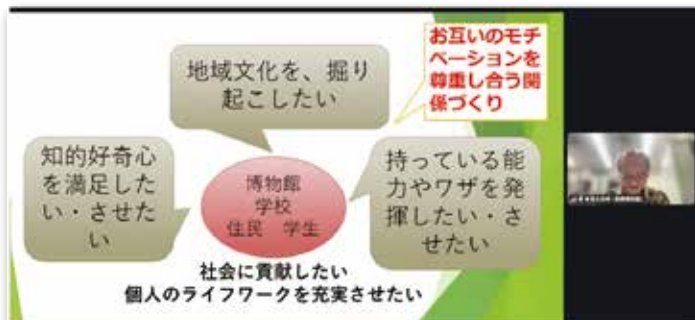 お互いのモチ
ベーションを
尊重し合う関
係づくり
地域文化を、掘り
起こしたい
知的好奇心
を満足した
い・させた
い
博物館
学校
住民　学生
持っている能
力やワザを発
揮したい・さ
せたい
社会に貢献したい
個人のライフワークを充実させたい